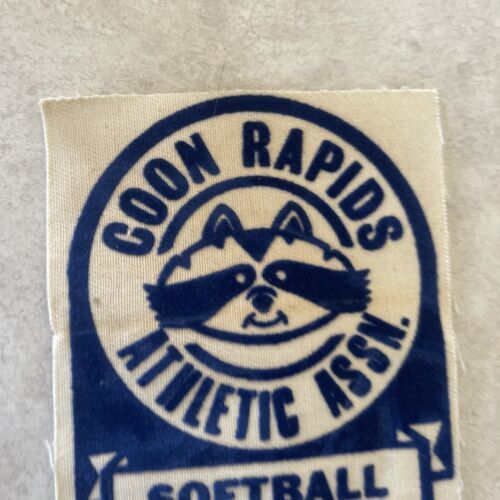 COON RAPIDS
ATHLETIC ASSN.
SOFTBALL